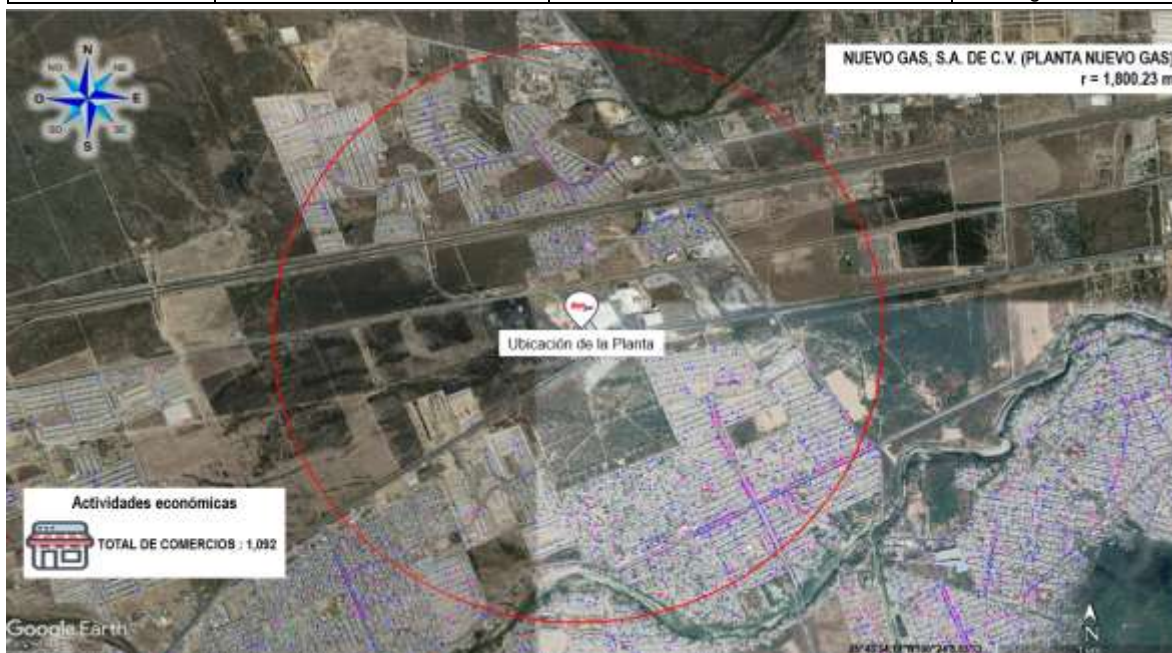 N
NO
NE
O
E
SO
SE
S
NUEVO GAS, S.A. DE C.V. (PLANTA NUEVO GAS)
r = 1,800.23 m
Ubicación de la Planta
Actividades económicas
TOTAL DE COMERCIOS : 1,092
Google Earth
N